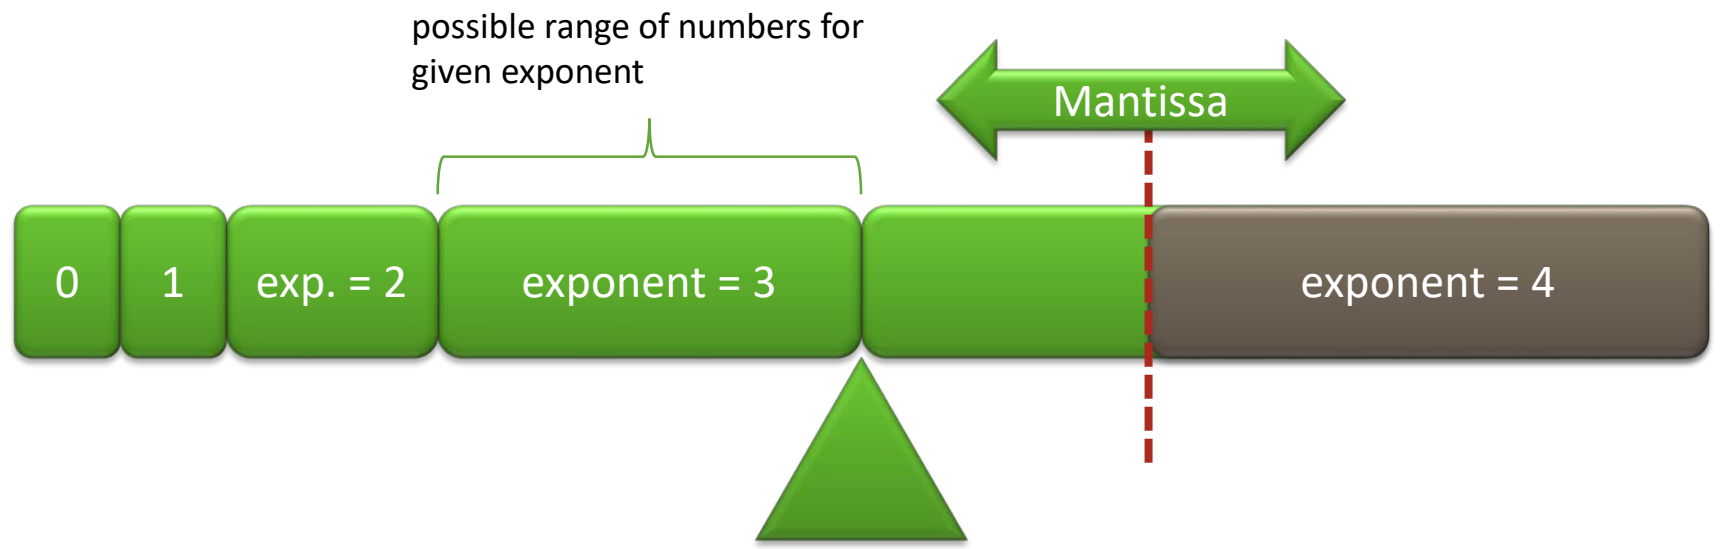 possible range of numbers for
given exponent
Mantissa
0
1
exp. = 2
exponent = 3
exponent = 4